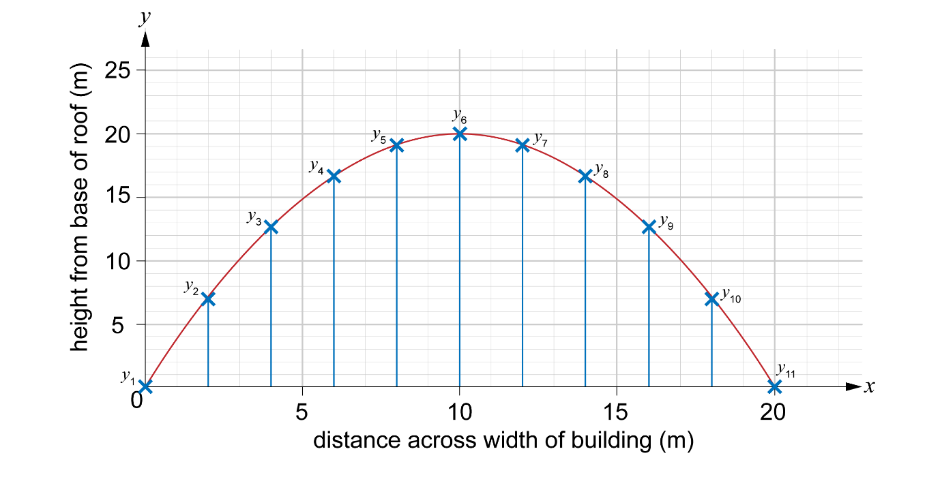 y
height from base of roof (m)
25
20
15
10
5
0
y₁
y₂
y₃
y₄
y₅
y₆
y₇
y₈
y₉
y₁₀
y₁₁
5
10
15
20
x
distance across width of building (m)